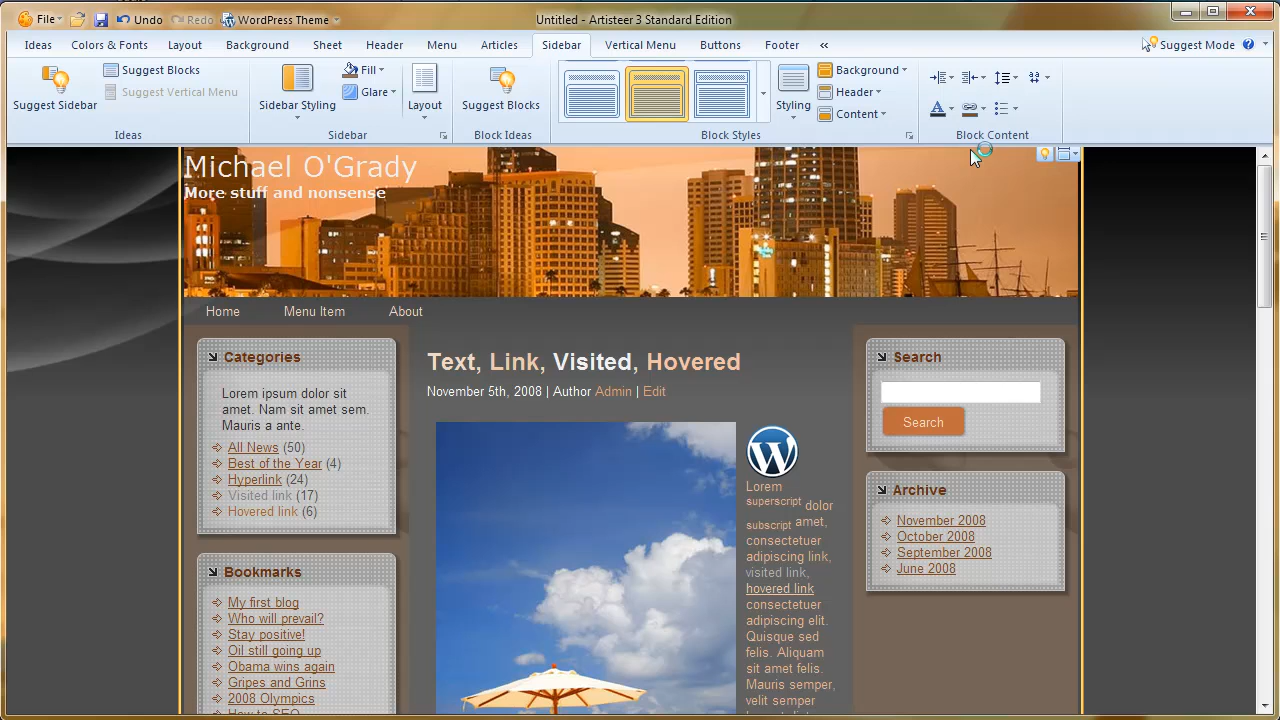 File
Undo
Redo
WordPress Theme
Untitled - Artisteer 3 Standard Edition
Ideas
Colors & Fonts
Layout
Background
Sheet
Header
Menu
Articles
Sidebar
Vertical Menu
Buttons
Footer
«
Suggest Mode
Suggest Sidebar
Suggest Blocks
Suggest Vertical Menu
Ideas
Sidebar Styling
Fill
Glare
Layout
Sidebar
Suggest Blocks
Block Ideas
Styling
Background
Header
Content
Block Styles
Block Content
Michael O'Grady
More stuff and nonsense
Home
Menu Item
About
Categories
Lorem ipsum dolor sit
amet. Nam sit amet sem.
Mauris a ante.
All News (50)
Best of the Year (4)
Hyperlink (24)
Visited link (17)
Hovered link (6)
Bookmarks
My first blog
Who will prevail?
Stay positive!
Oil still going up
Obama wins again
Gripes and Grins
2008 Olympics
How to SEO
Text, Link, Visited, Hovered
November 5th, 2008 | Author Admin | Edit
Lorem
superscript dolor
subscript amet,
consectetuer
adipiscing link,
visited link,
hovered link
consectetuer
adipiscing elit.
Quisque sed
felis. Aliquam
sit amet felis.
Mauris semper,
velit semper
Search
Search
Archive
November 2008
October 2008
September 2008
June 2008